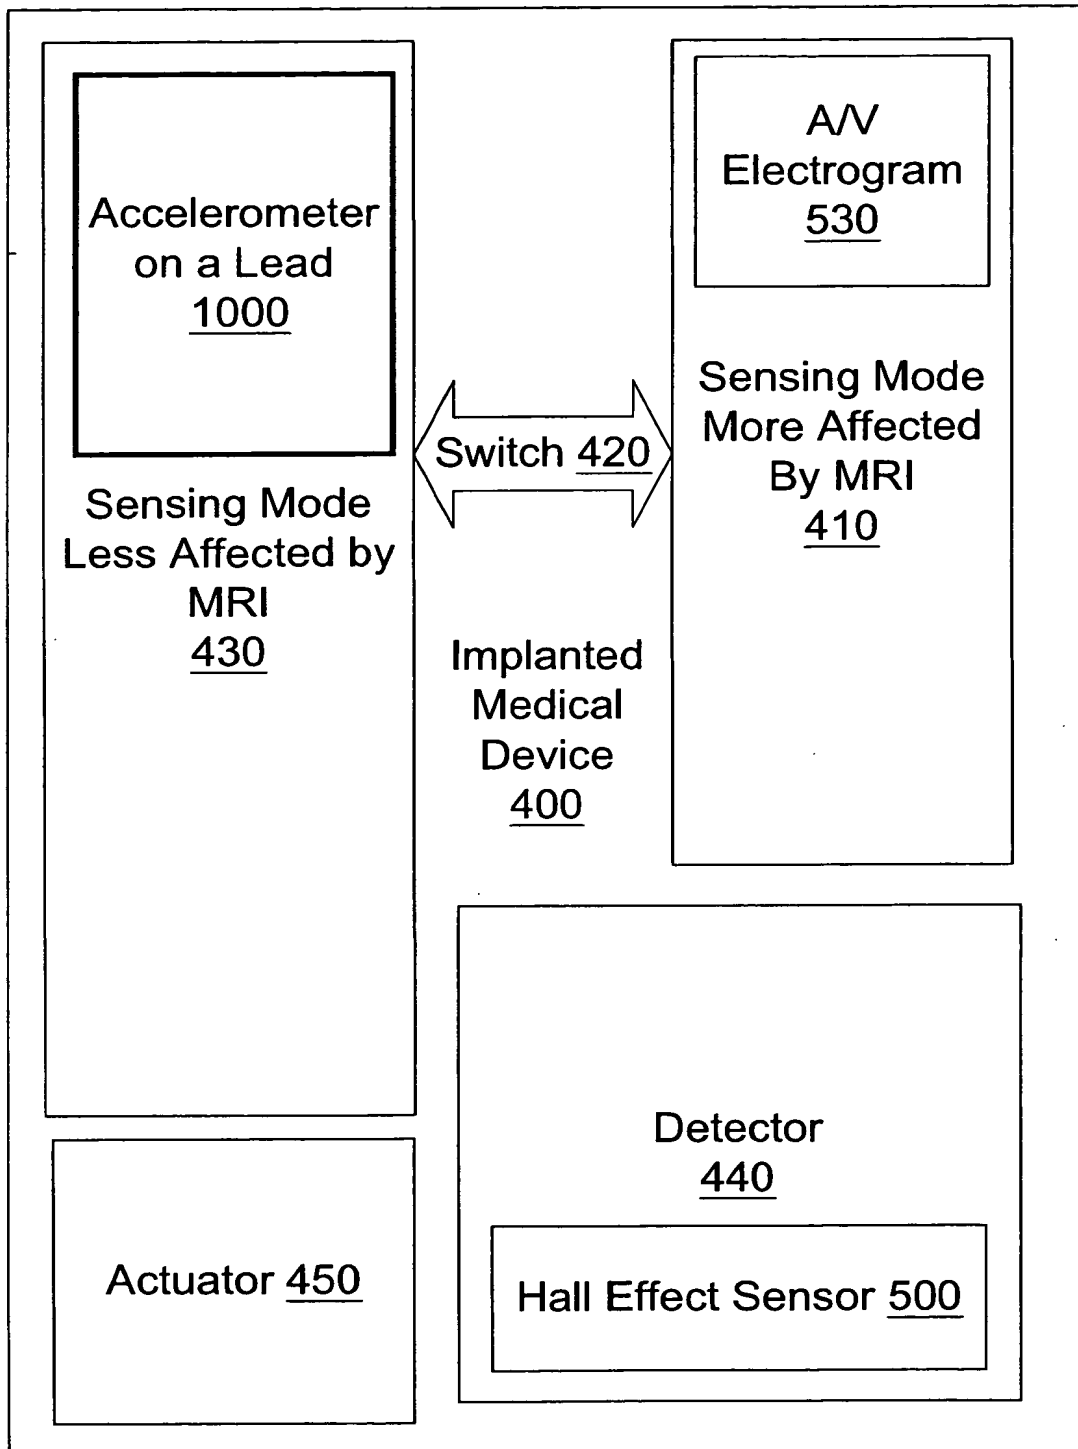 Accelerometer
on a Lead
1000
Sensing Mode
Less Affected by
MRI
430
Switch 420
A/V
Electrogram
530
Sensing Mode
More Affected
By MRI
410
Implanted
Medical
Device
400
Detector
440
Hall Effect Sensor 500
Actuator 450